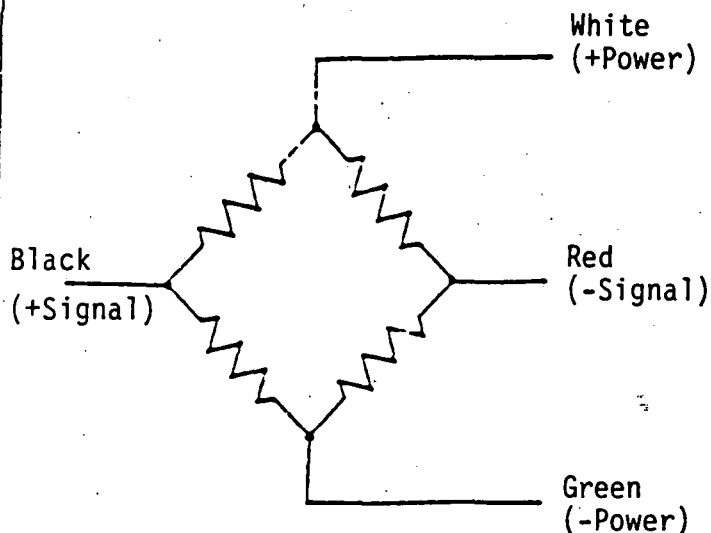 White
(+Power)
Black
(+Signal)
Red
(-Signal)
Green
(-Power)